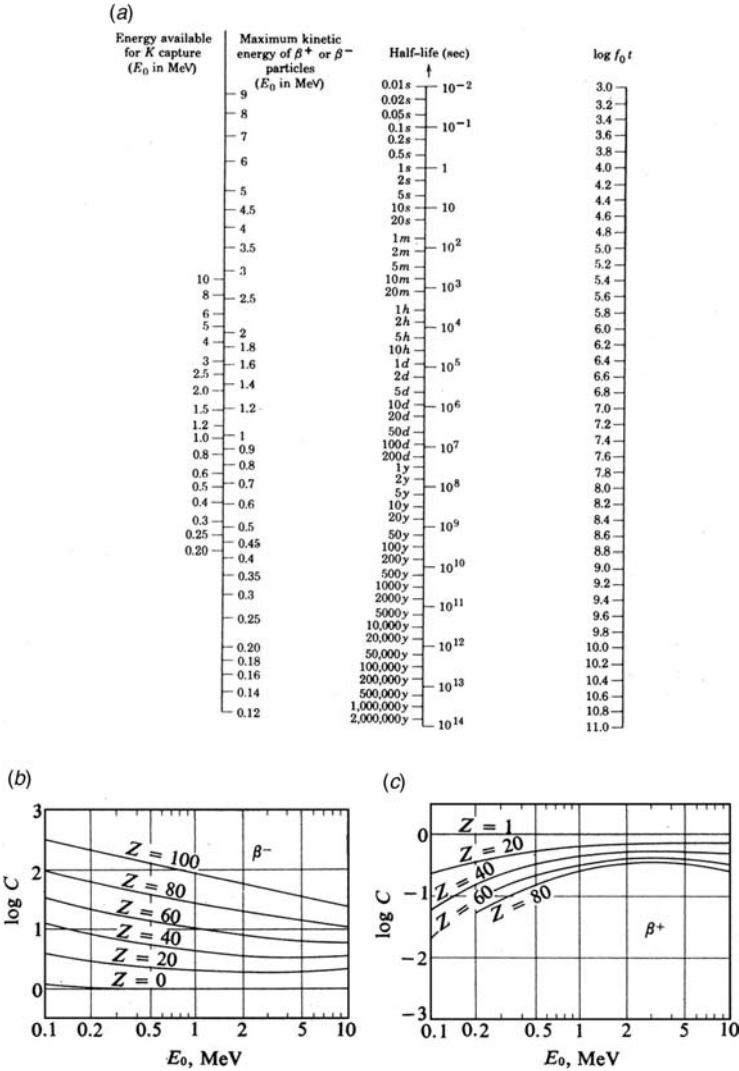 (a)
Energy available
for K capture
(E₀ in MeV)
Maximum kinetic
energy of β⁺ or β⁻
particles
(E₀ in MeV)
Half-life (sec)
log f₀ t
10
8
6
5
4
3
2.5
2.0
1.5
1.2
1.0
0.8
0.6
0.5
0.4
0.3
0.25
0.20
9
8
7
6
5
4.5
4
3.5
3
2.5
2
1.8
1.6
1.4
1.2
1
0.9
0.8
0.7
0.6
0.5
0.45
0.4
0.35
0.3
0.25
0.20
0.18
0.16
0.14
0.12
0.01s
0.02s
0.05s
0.1s
0.2s
0.5s
1s
2s
5s
10s
20s
1m
2m
5m
10m
20m
1h
2h
5h
10h
1d
2d
5d
10d
20d
50d
100d
200d
1y
2y
5y
10y
20y
50y
100y
200y
500y
1000y
2000y
5000y
10,000y
20,000y
50,000y
100,000y
200,000y
500,000y
1,000,000y
2,000,000y
10⁻²
10⁻¹
1
10
10²
10³
10⁴
10⁵
10⁶
10⁷
10⁸
10⁹
10¹⁰
10¹¹
10¹²
10¹³
10¹⁴
3.0
3.2
3.4
3.6
3.8
4.0
4.2
4.4
4.6
4.8
5.0
5.2
5.4
5.6
5.8
6.0
6.2
6.4
6.6
6.8
7.0
7.2
7.4
7.6
7.8
8.0
8.2
8.4
8.6
8.8
9.0
9.2
9.4
9.6
9.8
10.0
10.2
10.4
10.6
10.8
11.0
(b)
3
2
1
0
log C
β⁻
Z = 100
Z = 80
Z = 60
Z = 40
Z = 20
Z = 0
0.1 0.2 0.5 1 2 5 10
E₀, MeV
(c)
0
−1
−2
−3
log C
Z = 1
Z = 20
Z = 40
Z = 60
Z = 80
β⁺
0.1 0.2 0.5 1 2 5 10
E₀, MeV